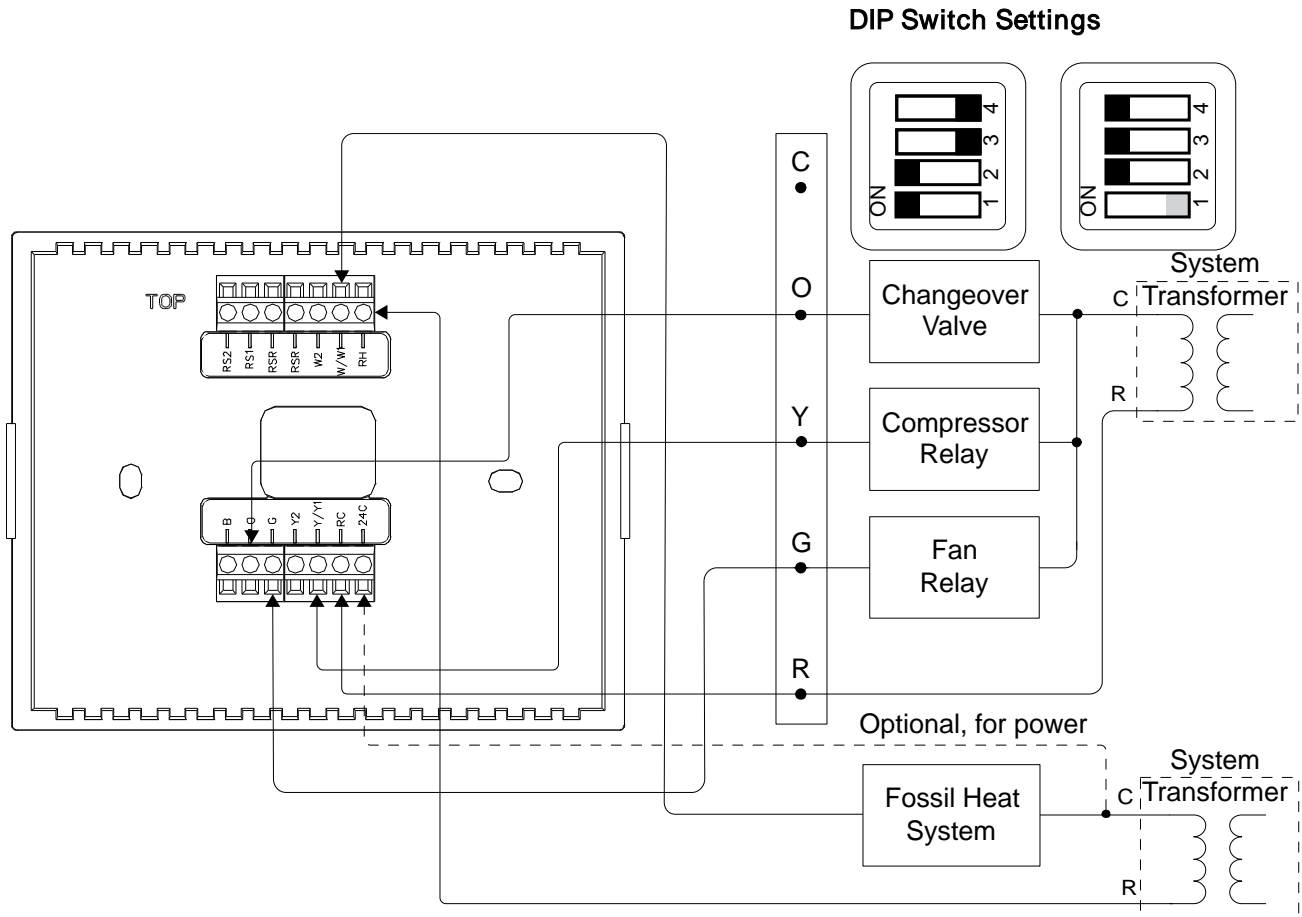 DIP Switch Settings
ON
4
3
2
1
ON
4
3
2
1
C
O
Y
G
R
Changeover
Valve
Compressor
Relay
Fan
Relay
System
Transformer
C
R
TOP
RS2
RS1
RSR
RSR
W2
W/W1
RH
B
O
G
Y2
Y/Y1
RC
24C
Optional, for power
Fossil Heat
System
System
Transformer
C
R